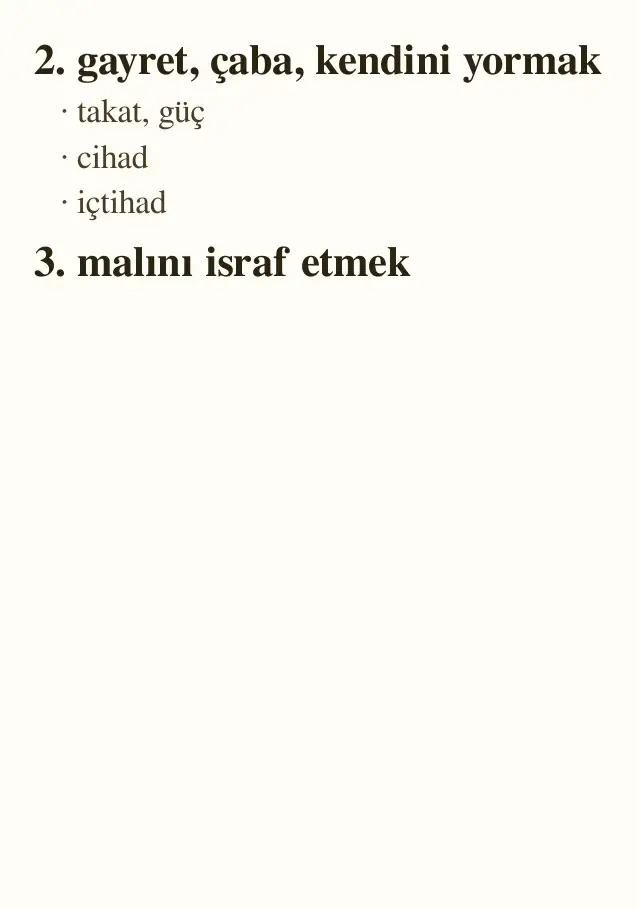 2. gayret, çaba, kendini yormak
· takat, güç
· cihad
· içtihad
3. malını israf etmek